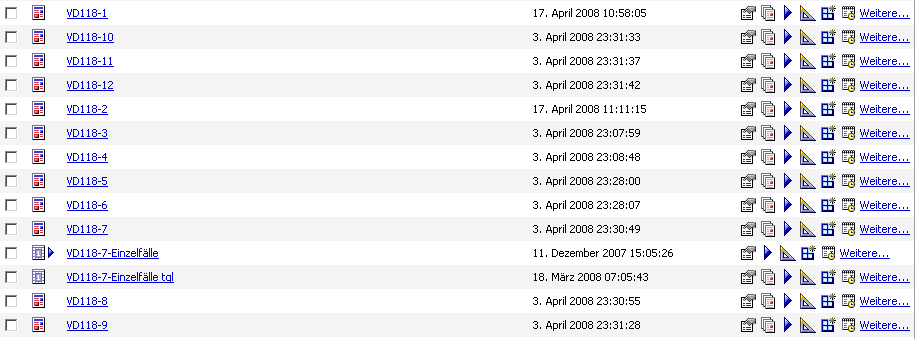 VD118-1 17. April 2008 10:58:05 Weitere...
VD118-10 3. April 2008 23:31:33 Weitere...
VD118-11 3. April 2008 23:31:37 Weitere...
VD118-12 3. April 2008 23:31:42 Weitere...
VD118-2 17. April 2008 11:11:15 Weitere...
VD118-3 3. April 2008 23:07:59 Weitere...
VD118-4 3. April 2008 23:08:48 Weitere...
VD118-5 3. April 2008 23:28:00 Weitere...
VD118-6 3. April 2008 23:28:07 Weitere...
VD118-7 3. April 2008 23:30:49 Weitere...
VD118-7-Einzelfälle 11. Dezember 2007 15:05:26 Weitere...
VD118-7-Einzelfälle tgl 18. März 2008 07:05:43 Weitere...
VD118-8 3. April 2008 23:30:55 Weitere...
VD118-9 3. April 2008 23:31:28 Weitere...